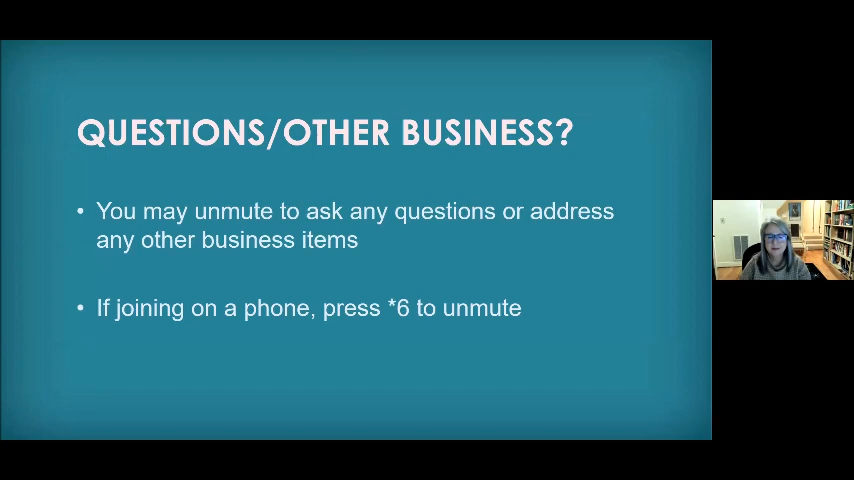 QUESTIONS/OTHER BUSINESS?
• You may unmute to ask any questions or address
any other business items
• If joining on a phone, press *6 to unmute